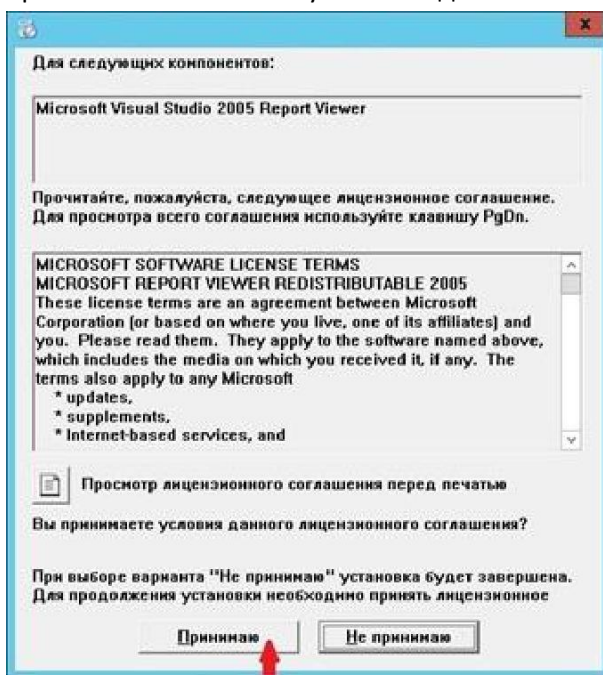 Для следующих компонентов:
Microsoft Visual Studio 2005 Report Viewer
Прочитайте, пожалуйста, следующее лицензионное соглашение.
Для просмотра всего соглашения используйте клавишу PgDn.
MICROSOFT SOFTWARE LICENSE TERMS
MICROSOFT REPORT VIEWER REDISTRIBUTABLE 2005
These license terms are an agreement between Microsoft
Corporation (or based on where you live, one of its affiliates) and
you. Please read them. They apply to the software named above,
which includes the media on which you received it, if any. The
terms also apply to any Microsoft
* updates,
* supplements,
* Internet-based services, and
Просмотр лицензионного соглашения перед печатью
Вы принимаете условия данного лицензионного соглашения?
При выборе варианта "Не принимаю" установка будет завершена.
Для продолжения установки необходимо принять лицензионное
Принимаю
Не принимаю